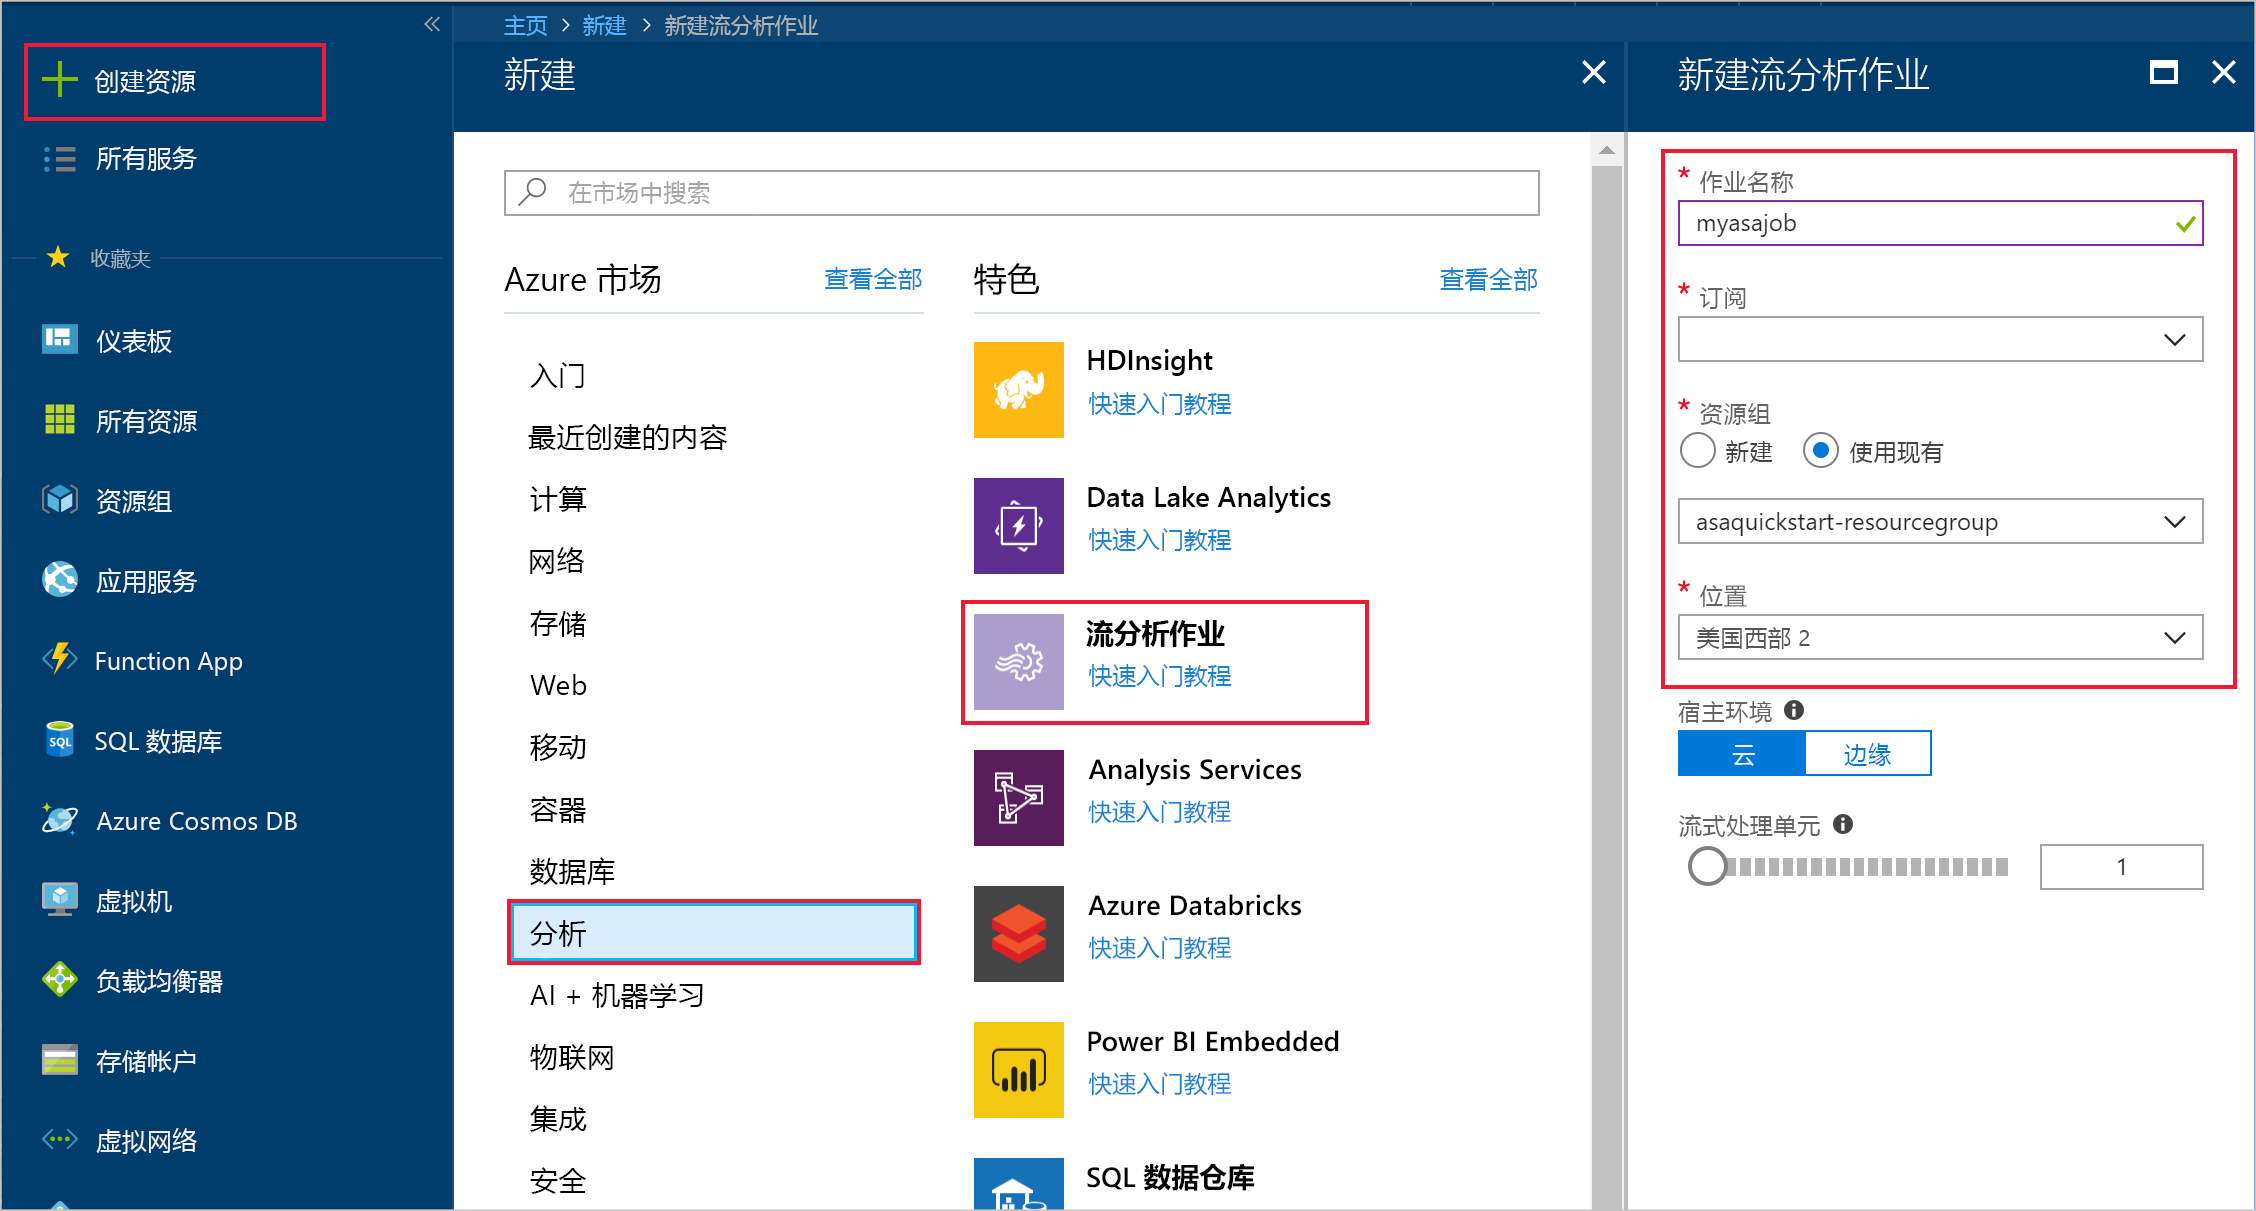 主页 > 新建 > 新建流分析作业
创建资源
所有服务
收藏夹
仪表板
所有资源
资源组
应用服务
Function App
SQL
SQL 数据库
Azure Cosmos DB
虚拟机
负载均衡器
存储帐户
虚拟网络
新建
在市场中搜索
Azure 市场
查看全部
入门
最近创建的内容
计算
网络
存储
Web
移动
容器
数据库
分析
AI + 机器学习
物联网
集成
安全
特色
查看全部
HDInsight
快速入门教程
Data Lake Analytics
快速入门教程
流分析作业
快速入门教程
Analysis Services
快速入门教程
Azure Databricks
快速入门教程
Power BI Embedded
快速入门教程
SQL 数据仓库
新建流分析作业
* 作业名称
myasajob
* 订阅
* 资源组
新建 使用现有
asaquickstart-resourcegroup
* 位置
美国西部 2
宿主环境
云 边缘
流式处理单元
1